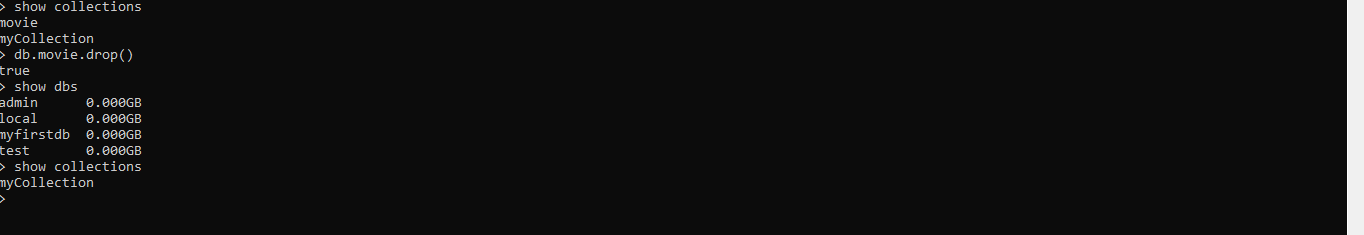 > show collections
movie
myCollection
> db.movie.drop()
true
> show dbs
admin      0.000GB
local      0.000GB
myfirstdb  0.000GB
test       0.000GB
> show collections
myCollection
>